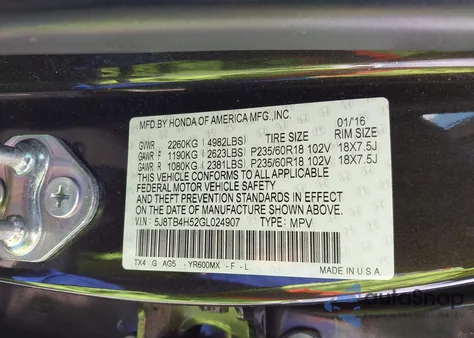 MFD.BY HONDA OF AMERICA MFG.,INC. 01/16
GVWR 2260KG (4982LBS) TIRE SIZE RIM SIZE
GAWR F 1190KG (2623LBS) P235/60R18 102V 18X7.5J
GAWR R 1080KG (2381LBS) P235/60R18 102V 18X7.5J
THIS VEHICLE CONFORMS TO ALL APPLICABLE
FEDERAL MOTOR VEHICLE SAFETY
AND THEFT PREVENTION STANDARDS IN EFFECT ON
THE DATE OF MANUFACTURE SHOWN ABOVE.
V.I.N: 5J8TB4H52GL024907 TYPE: MPV
TX4 G AG5 -YR600MX -F-L MADE IN U.S.A.
autoSnap